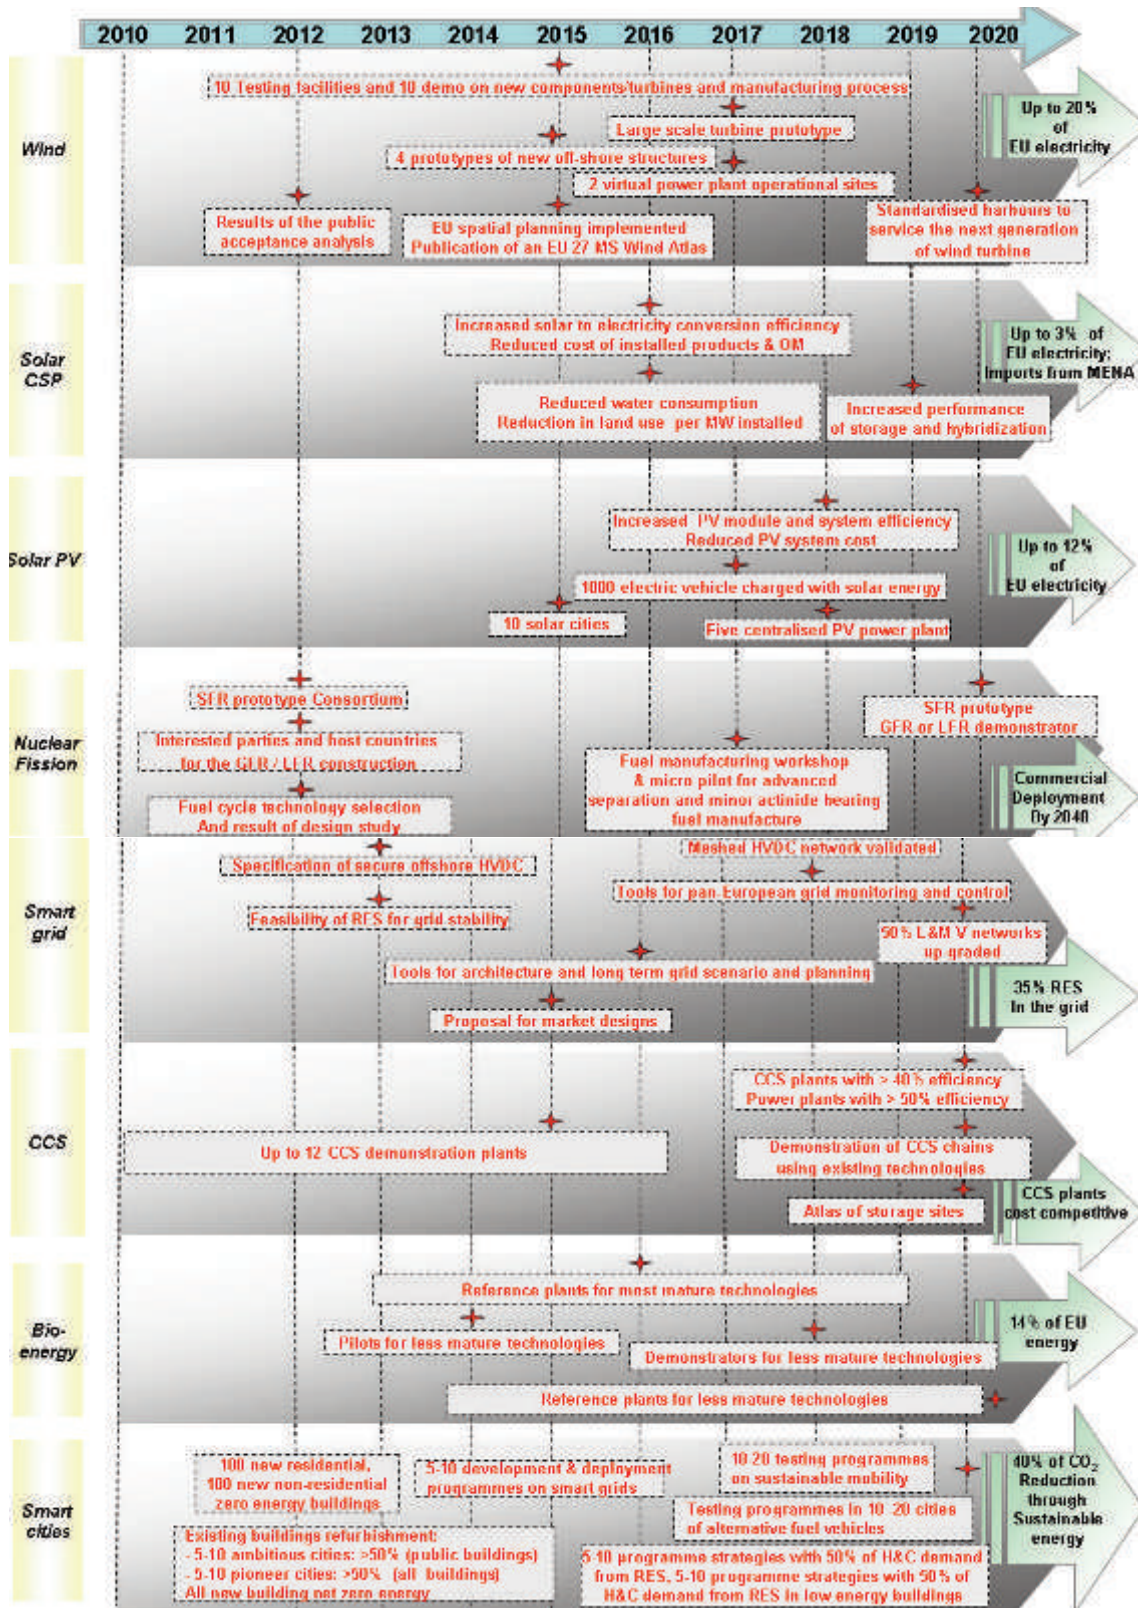 2010 2011 2012 2013 2014 2015 2016 2017 2018 2019 2020
Wind
10 Testing facilities and 10 demo on new components/turbines and manufacturing process
Large scale turbine prototype
4 prototypes of new off-shore structures
2 virtual power plant operational sites
Results of the public
acceptance analysis
EU spatial planning implemented
Publication of an EU 27 MS Wind Atlas
Standardised harbours to
service the next generation
of wind turbine
Up to 20%
of
EU electricity
Solar
CSP
Increased solar to electricity conversion efficiency
Reduced cost of installed products & OM
Reduced water consumption
Reduction in land use per MW installed
Increased performance
of storage and hybridization
Up to 3% of
EU electricity;
Imports from MENA
Solar PV
Increased PV module and system efficiency
Reduced PV system cost
1000 electric vehicle charged with solar energy
10 solar cities
Five centralised PV power plant
Up to 12%
of
EU electricity
Nuclear
Fission
SFR prototype Consortium
Interested parties and host countries
for the GFR / LFR construction
Fuel cycle technology selection
And result of design study
Fuel manufacturing workshop
& micro pilot for advanced
separation and minor actinide bearing
fuel manufacture
SFR prototype
GFR or LFR demonstrator
Commercial
Deployment
By 2040
Smart
grid
Meshed HVDC network validated
Specification of secure offshore HVDC
Tools for pan-European grid monitoring and control
Feasibility of RES for grid stability
50% L&M V networks
up graded
Tools for architecture and long term grid scenario and planning
Proposal for market designs
35% RES
In the grid
CCS
CCS plants with > 40% efficiency
Power plants with > 50% efficiency
Up to 12 CCS demonstration plants
Demonstration of CCS chains
using existing technologies
Atlas of storage sites
CCS plants
cost competitive
Bio-
energy
Reference plants for most mature technologies
Pilots for less mature technologies
Demonstrators for less mature technologies
Reference plants for less mature technologies
14% of EU
energy
Smart
cities
100 new residential,
100 new non-residential
zero energy buildings
5-10 development & deployment
programmes on smart grids
10-20 testing programmes
on sustainable mobility
Testing programmes in 10-20 cities
of alternative fuel vehicles
Existing buildings refurbishment:
- 5-10 ambitious cities: >50% (public buildings)
- 5-10 pioneer cities: >50% (all buildings)
All new building net zero energy
5-10 programme strategies with 50% of H&C demand
from RES, 5-10 programme strategies with 50% of
H&C demand from RES in low energy buildings
40% of CO₂
Reduction
through
Sustainable
energy